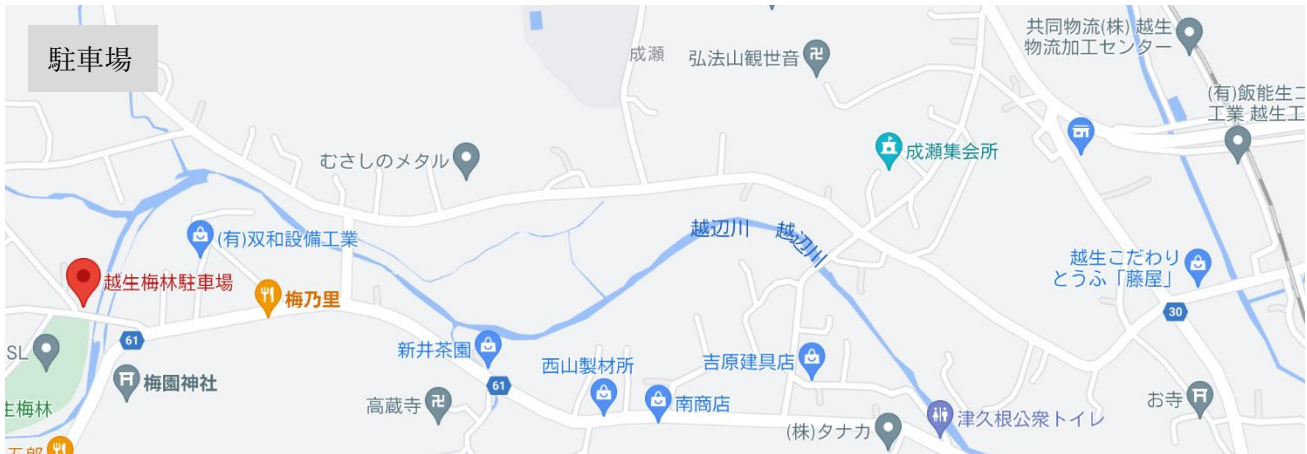 駐車場
成瀬
弘法山観世音
共同物流(株) 越生
物流加工センター
(有)飯能生コ
工業 越生工
むさしのメタル
成瀬集会所
越辺川
越辺川
(有)双和設備工業
越生こだわり
とうふ「藤屋」
越生梅林駐車場
梅乃里
30
61
SL
新井茶園
西山製材所
吉原建具店
梅園神社
61
高蔵寺
南商店
お寺
生梅林
(株)タナカ
津久根公衆トイレ
五郎